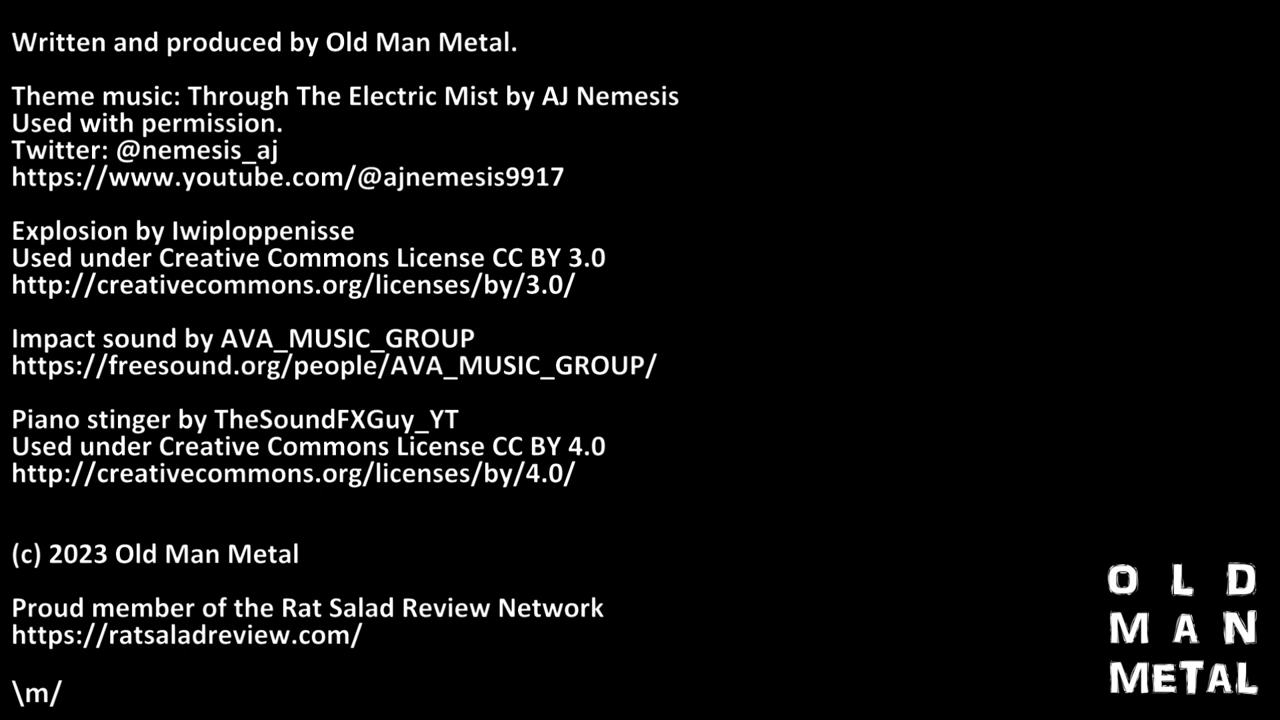 Written and produced by Old Man Metal.
Theme music: Through The Electric Mist by AJ Nemesis
Used with permission.
Twitter: @nemesis_aj
https://www.youtube.com/@ajnemesis9917
Explosion by Iwiploppenisse
Used under Creative Commons License CC BY 3.0
http://creativecommons.org/licenses/by/3.0/
Impact sound by AVA_MUSIC_GROUP
https://freesound.org/people/AVA_MUSIC_GROUP/
Piano stinger by TheSoundFXGuy_YT
Used under Creative Commons License CC BY 4.0
http://creativecommons.org/licenses/by/4.0/
(c) 2023 Old Man Metal
Proud member of the Rat Salad Review Network
https://ratsaladreview.com/
\m/
OLD
MAN
METAL